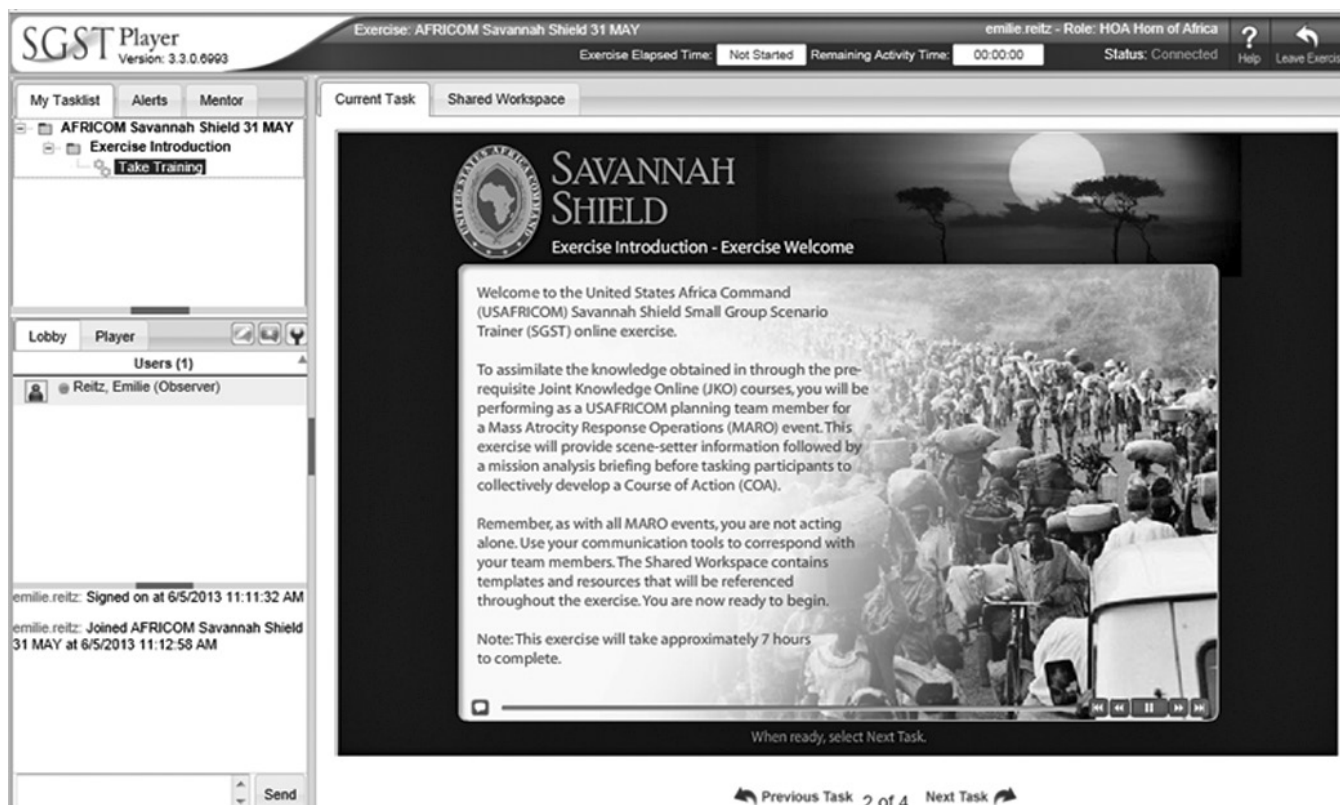 SGST Player
Version: 3.3.0.6993
Exercise: AFRICOM Savannah Shield 31 MAY
emilie.reitz - Role: HOA Horn of Africa
Exercise Elapsed Time: Not Started Remaining Activity Time: 00:00:00 Status: Connected
? Help
Leave Exercis
My Tasklist Alerts Mentor
AFRICOM Savannah Shield 31 MAY
Exercise Introduction
Take Training
Lobby Player
Users (1)
Reitz, Emilie (Observer)
emilie.reitz: Signed on at 6/5/2013 11:11:32 AM
emilie.reitz: Joined AFRICOM Savannah Shield
31 MAY at 6/5/2013 11:12:58 AM
Send
Current Task Shared Workspace
UNITED STATES AFRICA COMMAND
SAVANNAH
SHIELD
Exercise Introduction - Exercise Welcome
Welcome to the United States Africa Command
(USAFRICOM) Savannah Shield Small Group Scenario
Trainer (SGST) online exercise.
To assimilate the knowledge obtained in through the pre-
requisite Joint Knowledge Online (JKO) courses, you will be
performing as a USAFRICOM planning team member for
a Mass Atrocity Response Operations (MARO) event. This
exercise will provide scene-setter information followed by
a mission analysis briefing before tasking participants to
collectively develop a Course of Action (COA).
Remember, as with all MARO events, you are not acting
alone. Use your communication tools to correspond with
your team members. The Shared Workspace contains
templates and resources that will be referenced
throughout the exercise. You are now ready to begin.
Note: This exercise will take approximately 7 hours
to complete.
When ready, select Next Task.
Previous Task 2 of 4 Next Task